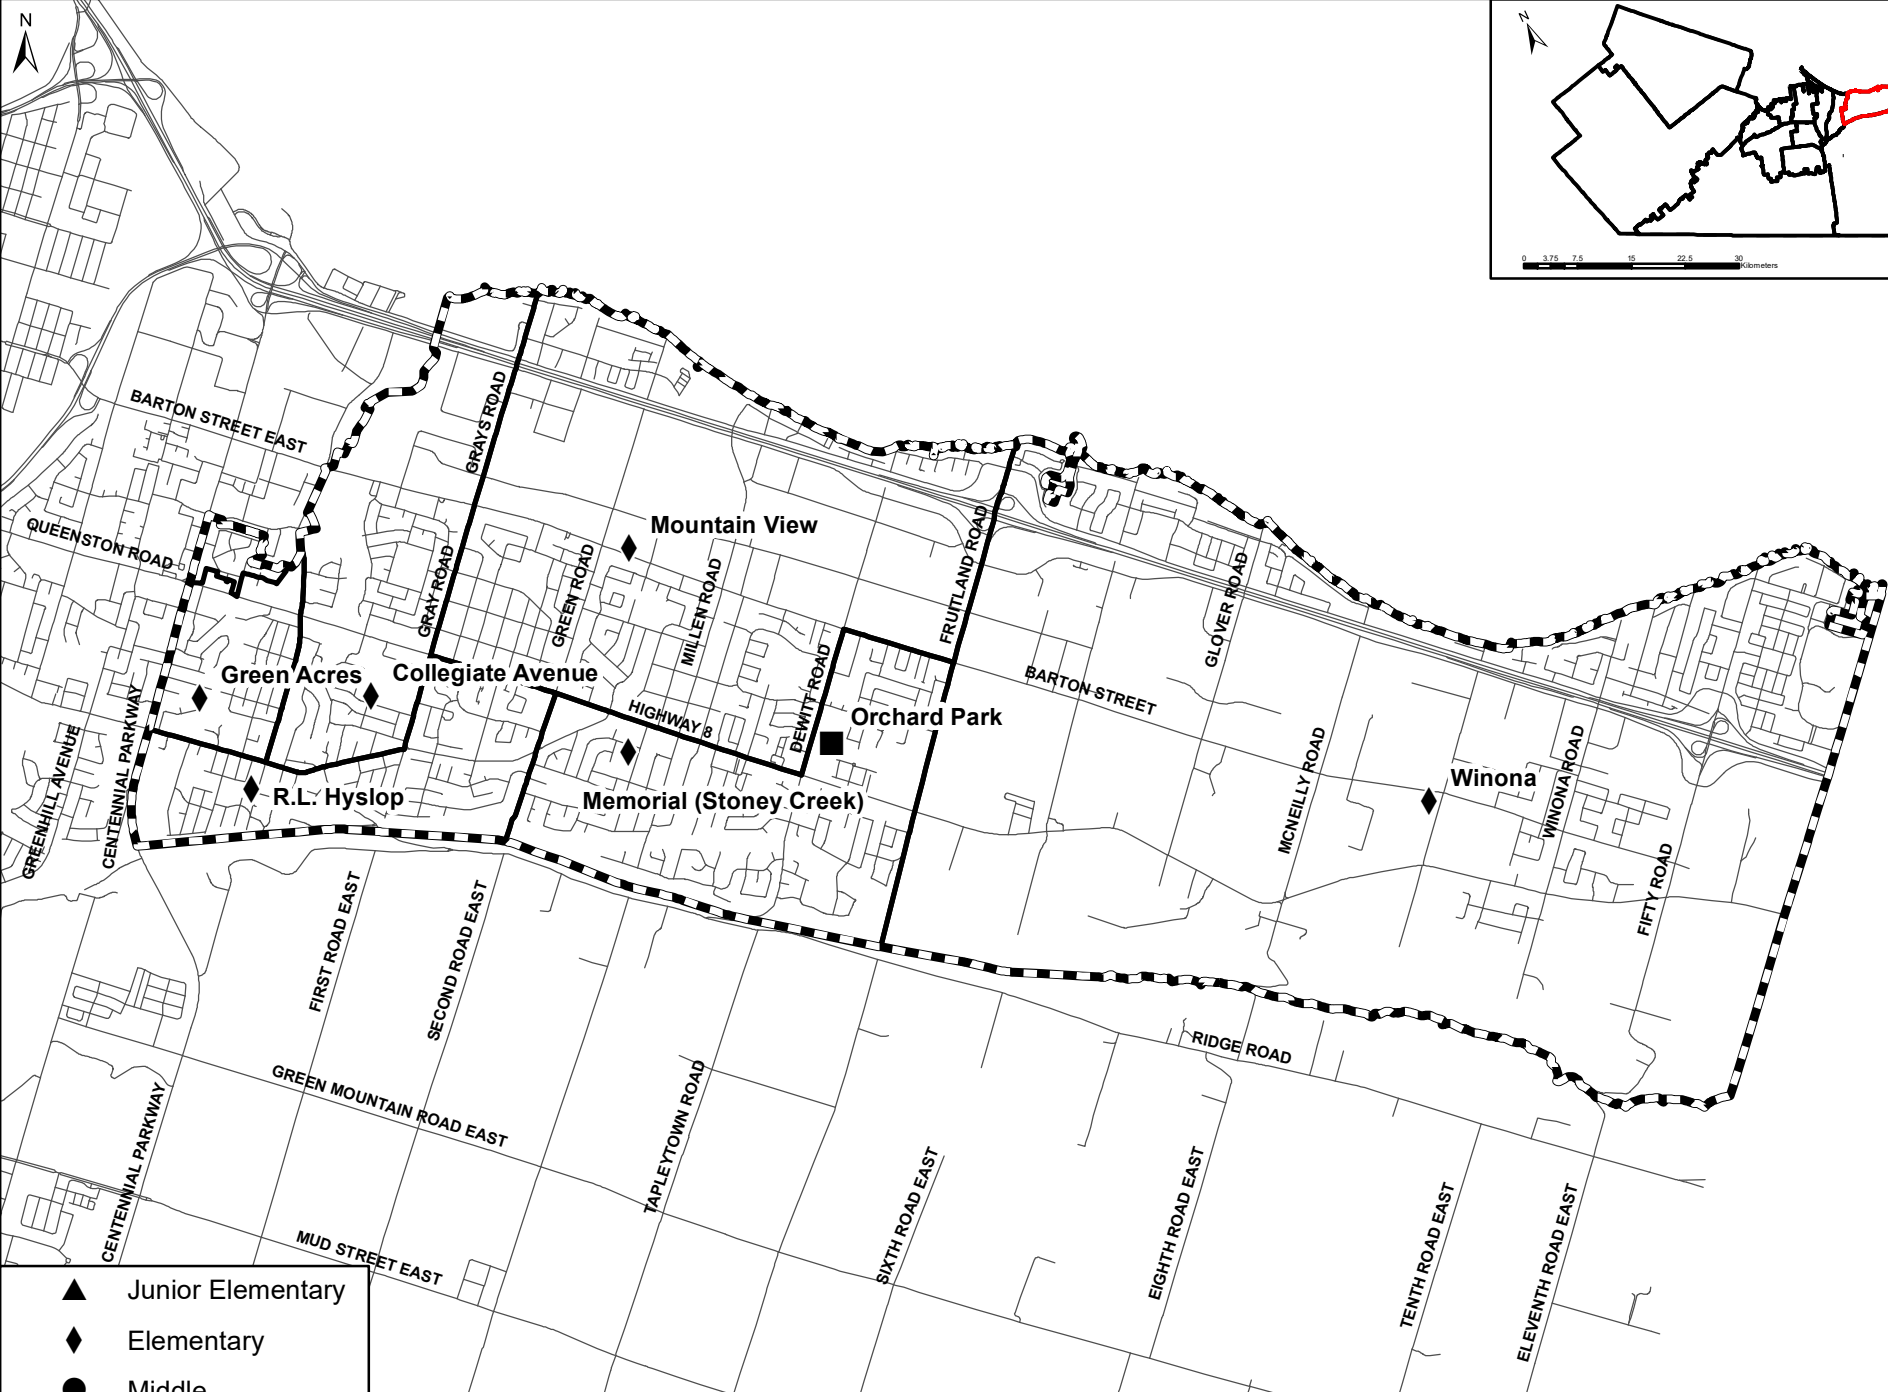 N
N
0 3.75 7.5 15 22.5 30
Kilometers
BARTON STREET EAST
GRAYS ROAD
QUEENSTON ROAD
Mountain View
GRAY ROAD
GREEN ROAD
MILLEN ROAD
FRUITLAND ROAD
GLOVER ROAD
Green Acres
Collegiate Avenue
BARTON STREET
HIGHWAY 8
DEWITT ROAD
Orchard Park
CENTENNIAL PARKWAY
GREENHILL AVENUE
R.L. Hyslop
Memorial (Stoney Creek)
MCNEILLY ROAD
Winona
WINONA ROAD
FIFTY ROAD
FIRST ROAD EAST
SECOND ROAD EAST
RIDGE ROAD
GREEN MOUNTAIN ROAD EAST
CENTENNIAL PARKWAY
TAPLEYTOWN ROAD
SIXTH ROAD EAST
EIGHTH ROAD EAST
TENTH ROAD EAST
ELEVENTH ROAD EAST
MUD STREET EAST
Junior Elementary
Elementary
Middle